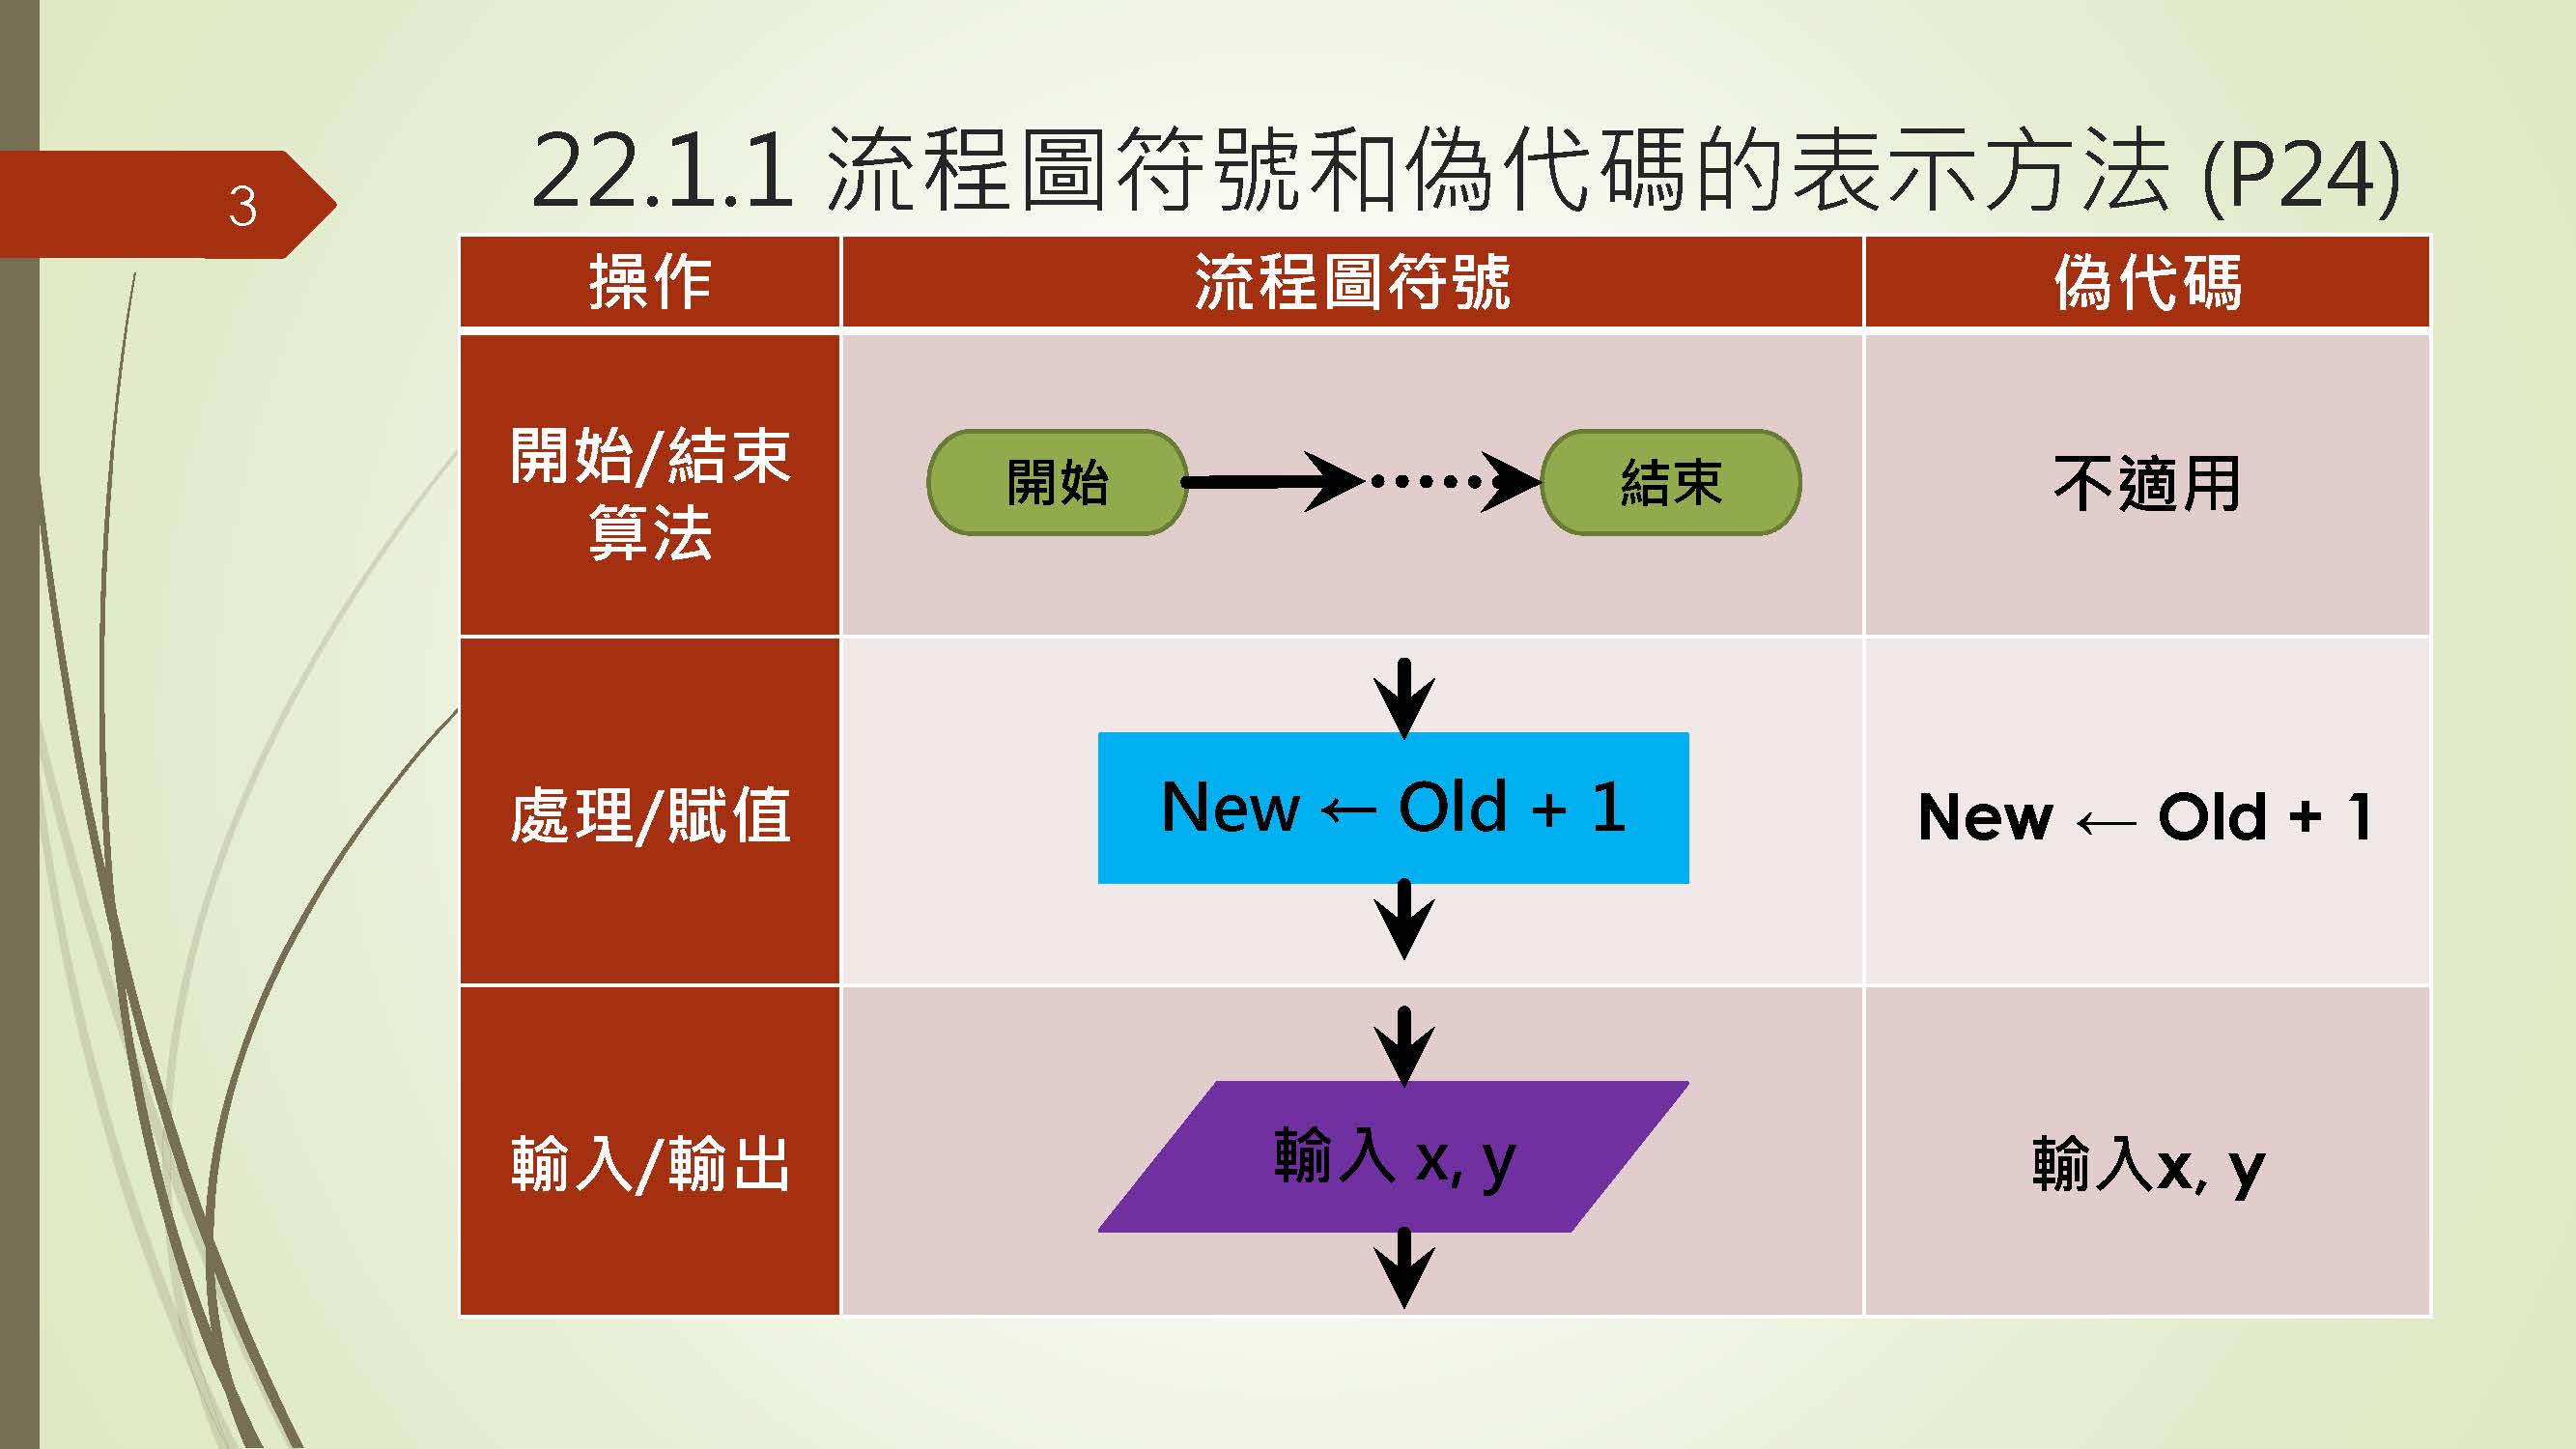 3
22.1.1 流程圖符號和偽代碼的表示方法 (P24)
操作
流程圖符號
偽代碼
開始/結束
算法
開始
結束
不適用
處理/賦值
New ← Old + 1
New ← Old + 1
輸入/輸出
輸入 x, y
輸入x, y